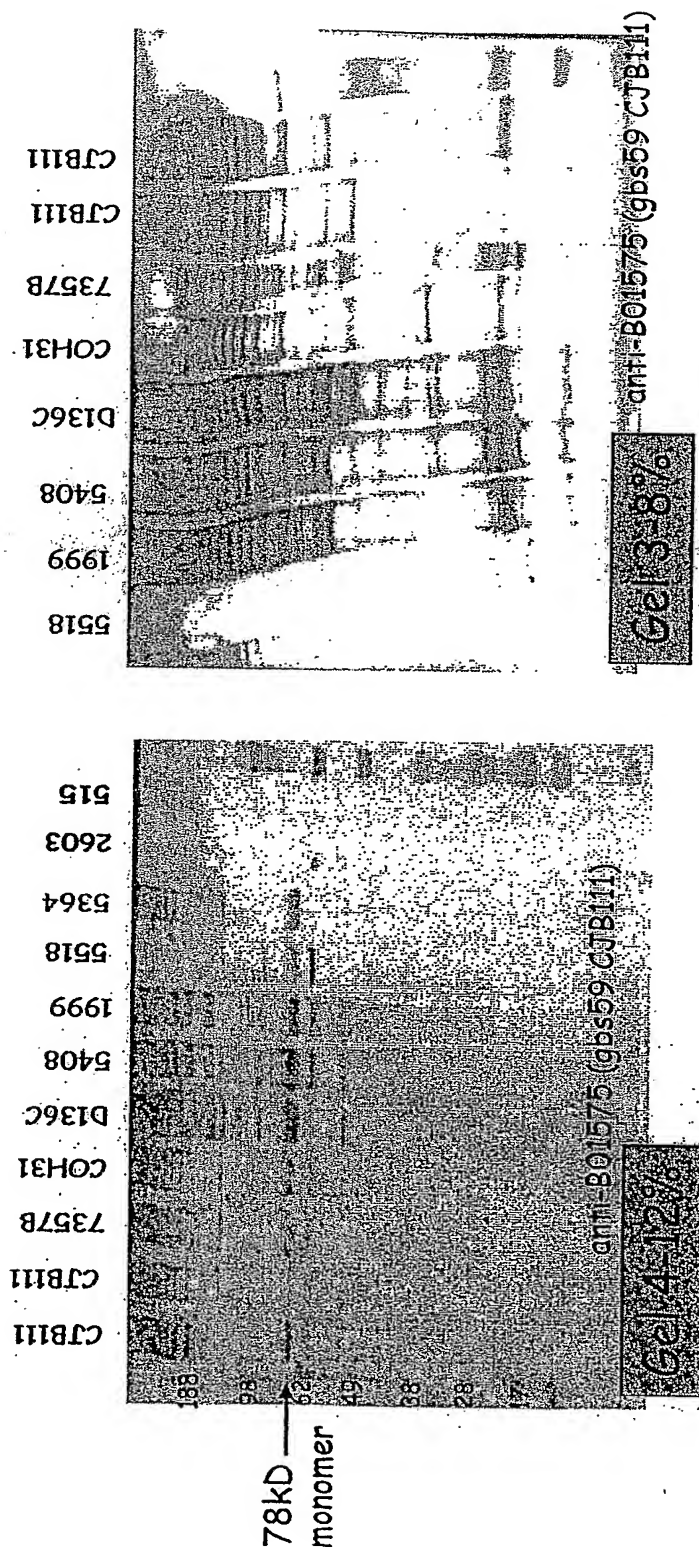 CJB111 CJB111 7357B COH31 D136C 5408 1999 5518 5364 2603 515
188
98
78kD
monomer
62
49
38
28
17
anti-BO1575 (gbs59 CJB111)
Gel 4-12%
5518 1999 5408 D136C COH31 7357B CJB111 CJB111
anti-BO1575 (gbs59 CJB111)
Gel 3-8%